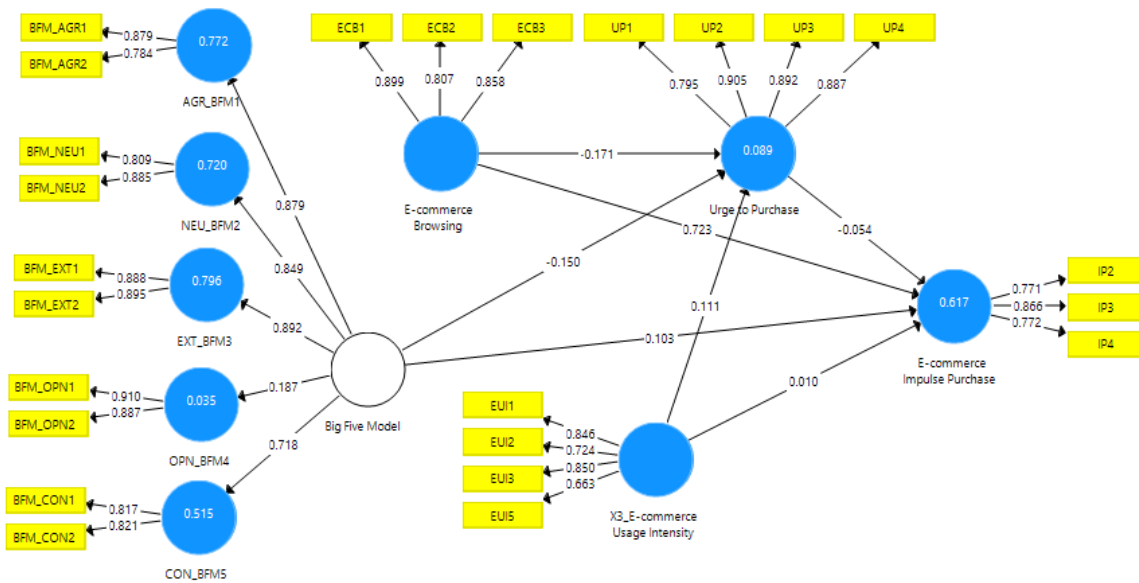 BFM_AGR1
0.879
BFM_AGR2
0.784
0.772
AGR_BFM1
BFM_NEU1
0.809
BFM_NEU2
0.885
0.720
NEU_BFM2
BFM_EXT1
0.888
BFM_EXT2
0.895
0.796
EXT_BFM3
BFM_OPN1
0.910
BFM_OPN2
0.887
0.035
OPN_BFM4
BFM_CON1
0.817
BFM_CON2
0.821
0.515
CON_BFM5
0.879
0.849
0.892
0.187
0.718
Big Five Model
ECB1
ECB2
ECB3
0.899
0.807
0.858
E-commerce
Browsing
UP1
UP2
UP3
UP4
0.795
0.905
0.892
0.887
0.089
Urge to Purchase
-0.171
0.723
-0.054
-0.150
0.111
0.103
0.010
EUI1
0.846
EUI2
0.724
EUI3
0.850
EUI5
0.663
X3_E-commerce
Usage Intensity
0.617
E-commerce
Impulse Purchase
0.771
IP2
0.866
IP3
0.772
IP4